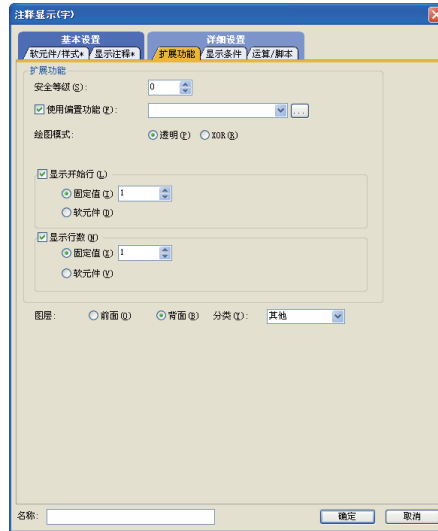 注释显示(字)
基本设置 详细设置
软元件/样式* 显示注释* 扩展功能 显示条件 运算/脚本
扩展功能
安全等级(S): 0
使用偏置功能(F): ...
绘图模式: 透明(P) XOR(R)
显示开始行(L)
固定值(I) 1
软元件(D)
显示行数(N)
固定值(X) 1
软元件(V)
图层: 前面(O) 背面(B) 分类(Y): 其他
名称: 确定 取消